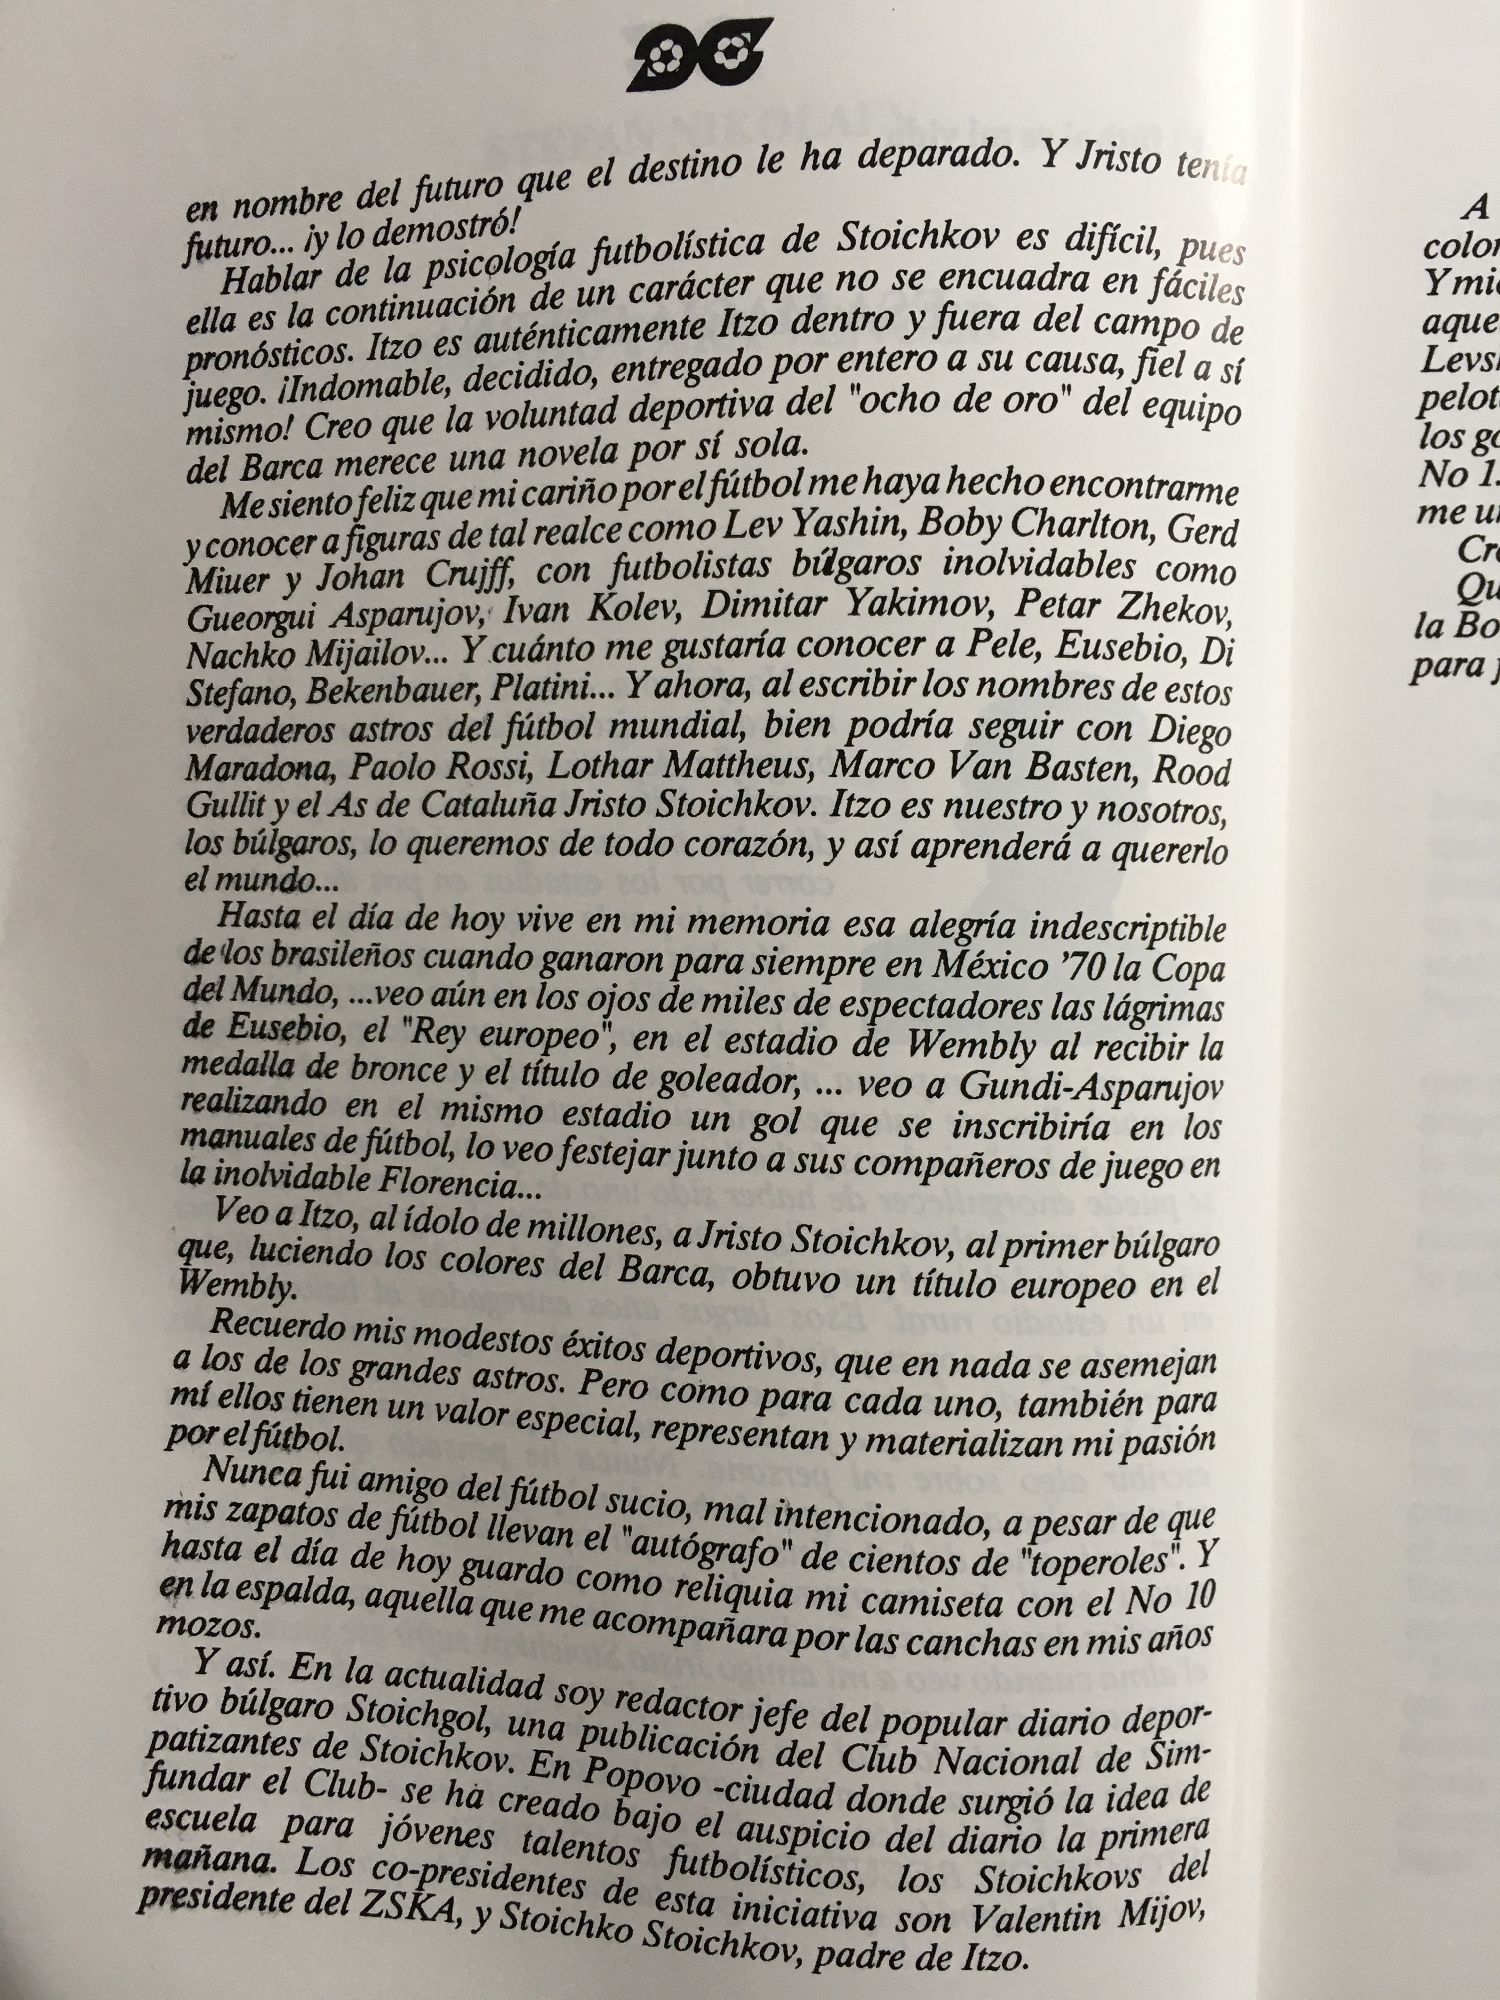 en nombre del futuro que el destino le ha deparado. Y Jristo tenía
futuro... ¡y lo demostró!
Hablar de la psicología futbolística de Stoichkov es difícil, pues
ella es la continuación de un carácter que no se encuadra en fáciles
pronósticos. Itzo es auténticamente Itzo dentro y fuera del campo de
juego. ¡Indomable, decidido, entregado por entero a su causa, fiel a sí
mismo! Creo que la voluntad deportiva del "ocho de oro" del equipo
del Barca merece una novela por sí sola.
Me siento feliz que mi cariño por el fútbol me haya hecho encontrarme
y conocer a figuras de tal realce como Lev Yashin, Boby Charlton, Gerd
Miuer y Johan Crujff, con futbolistas búlgaros inolvidables como
Gueorgui Asparujov, Ivan Kolev, Dimitar Yakimov, Petar Zhekov,
Nachko Mijailov... Y cuánto me gustaría conocer a Pele, Eusebio, Di
Stefano, Bekenbauer, Platini... Y ahora, al escribir los nombres de estos
verdaderos astros del fútbol mundial, bien podría seguir con Diego
Maradona, Paolo Rossi, Lothar Mattheus, Marco Van Basten, Rood
Gullit y el As de Cataluña Jristo Stoichkov. Itzo es nuestro y nosotros,
los búlgaros, lo queremos de todo corazón, y así aprenderá a quererlo
el mundo...
Hasta el día de hoy vive en mi memoria esa alegría indescriptible
de los brasileños cuando ganaron para siempre en México '70 la Copa
del Mundo, ...veo aún en los ojos de miles de espectadores las lágrimas
de Eusebio, el "Rey europeo", en el estadio de Wembly al recibir la
medalla de bronce y el título de goleador, ... veo a Gundi-Asparujov
realizando en el mismo estadio un gol que se inscribiría en los
manuales de fútbol, lo veo festejar junto a sus compañeros de juego en
la inolvidable Florencia...
Veo a Itzo, al ídolo de millones, a Jristo Stoichkov, al primer búlgaro
que, luciendo los colores del Barca, obtuvo un título europeo en el
Wembly.
Recuerdo mis modestos éxitos deportivos, que en nada se asemejan
a los de los grandes astros. Pero como para cada uno, también para
mí ellos tienen un valor especial, representan y materializan mi pasión
por el fútbol.
Nunca fui amigo del fútbol sucio, mal intencionado, a pesar de que
mis zapatos de fútbol llevan el "autógrafo" de cientos de "toperoles". Y
hasta el día de hoy guardo como reliquia mi camiseta con el No 10
en la espalda, aquella que me acompañara por las canchas en mis años
mozos.
Y así. En la actualidad soy redactor jefe del popular diario depor-
tivo búlgaro Stoichgol, una publicación del Club Nacional de Sim-
patizantes de Stoichkov. En Popovo -ciudad donde surgió la idea de
fundar el Club- se ha creado bajo el auspicio del diario la primera
escuela para jóvenes talentos futbolísticos, los Stoichkovs del
mañana. Los co-presidentes de esta iniciativa son Valentin Mijov,
presidente del ZSKA, y Stoichko Stoichkov, padre de Itzo.
A
Levs
los
No 1.
me
la Bo
para